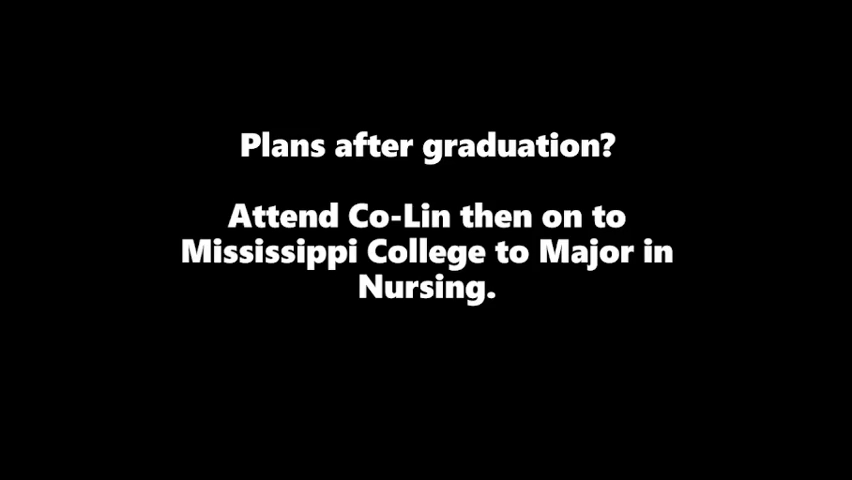 Plans after graduation?
Attend Co-Lin then on to
Mississippi College to Major in
Nursing.